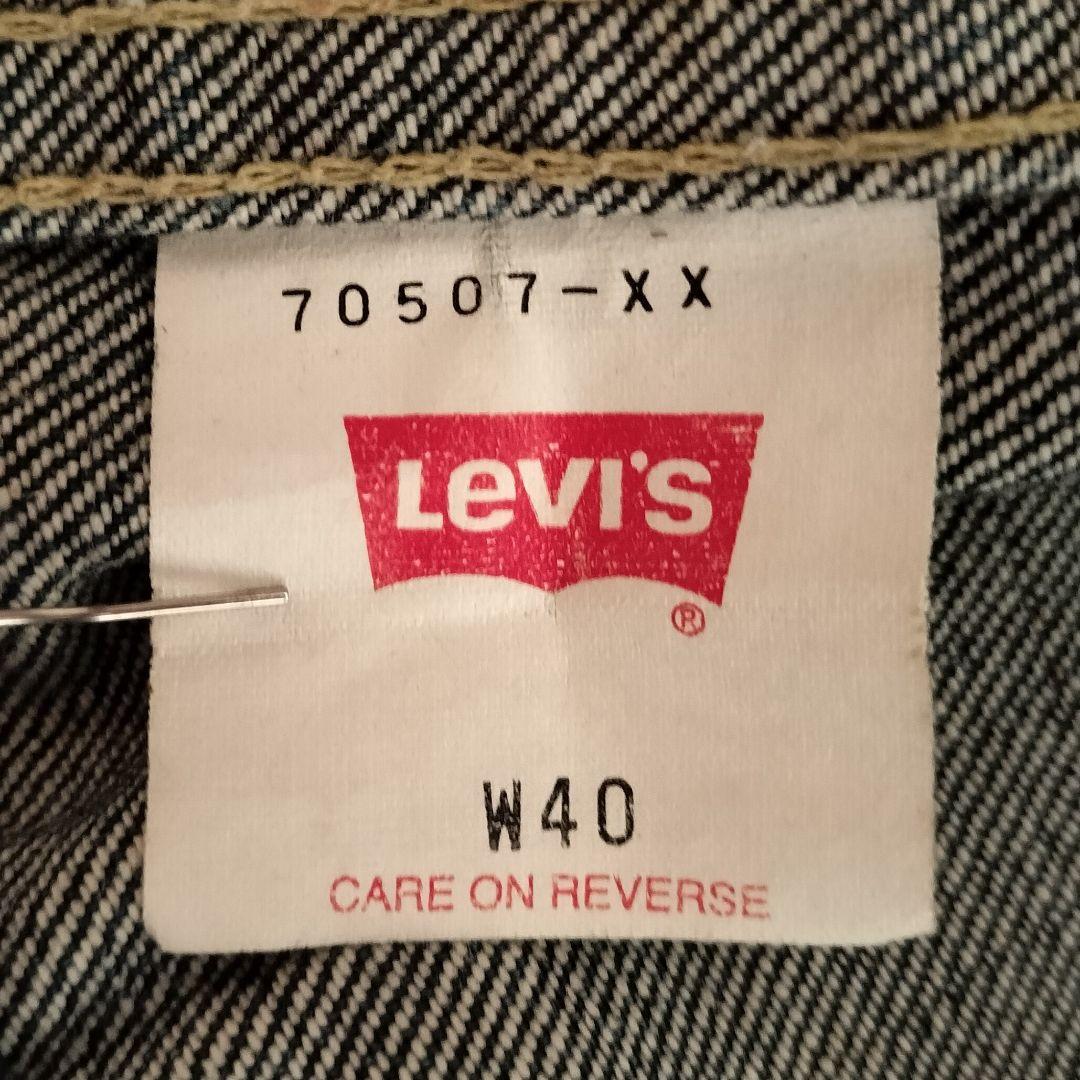 70507-XX
LEVI'S
®
W40
CARE ON REVERSE